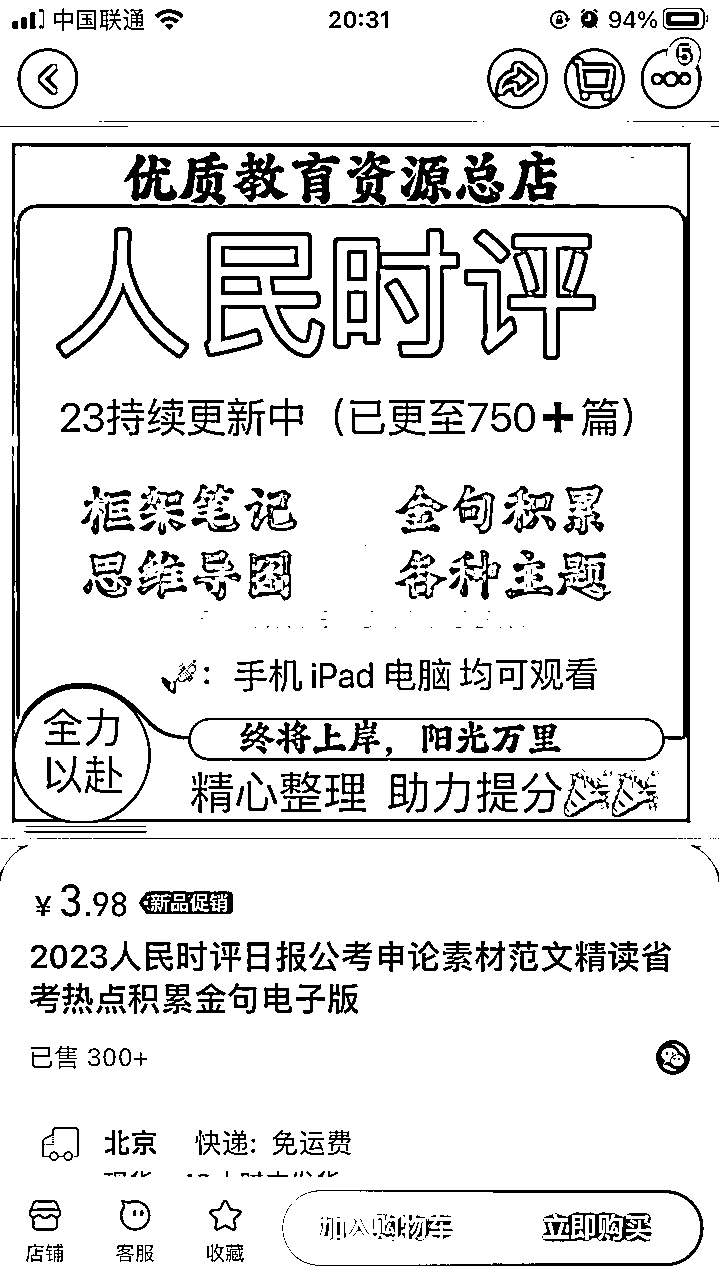 中国联通 20:31 94%
5
优质教育资源总店
人民时评
23持续更新中（已更至750+篇）
框架笔记 金句积累
思维导图 各种主题
：手机 iPad 电脑 均可观看
全力
以赴
终将上岸，阳光万里
精心整理 助力提分
¥3.98 新品促销
2023人民时评日报公考申论素材范文精读省
考热点积累金句电子版
已售 300+
北京 快递: 免运费
店铺 客服 收藏 加入购物车 立即购买